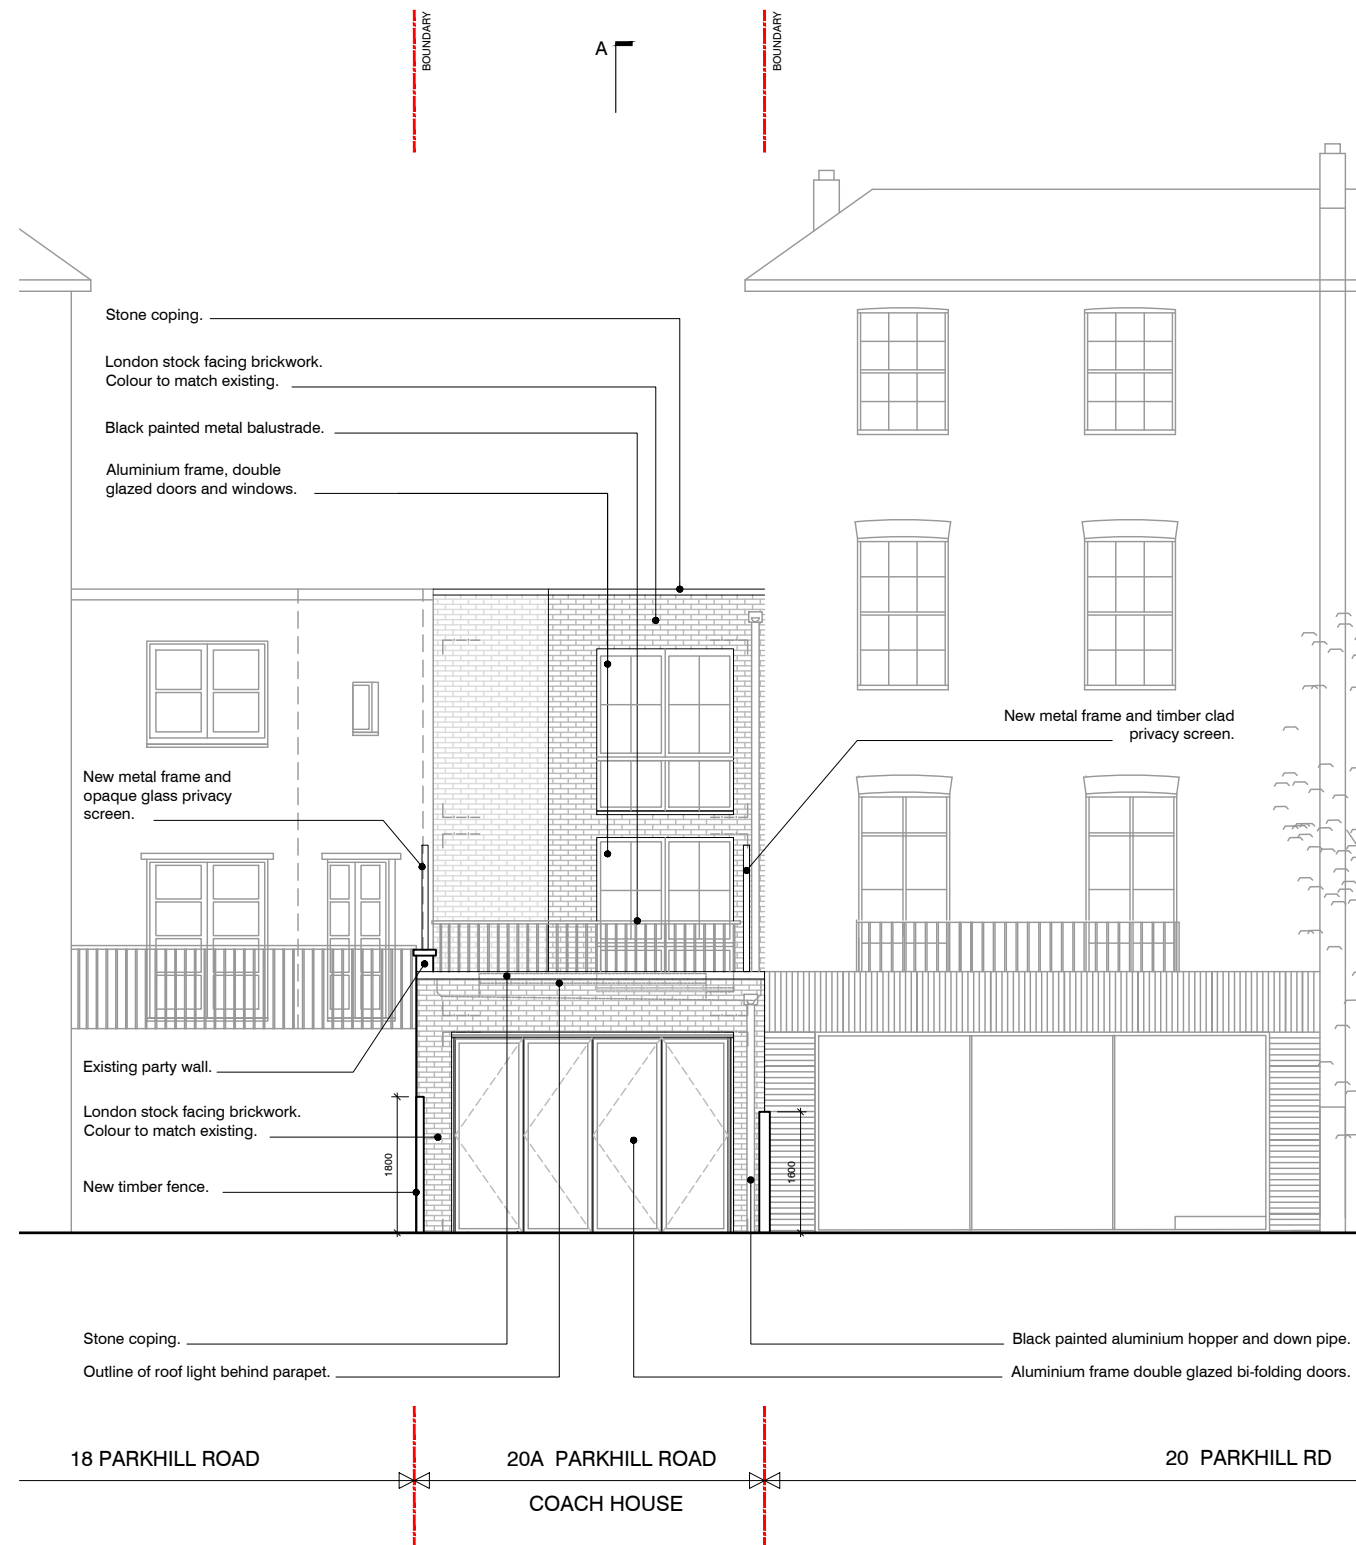 BOUNDARY
A
BOUNDARY
Stone coping.
London stock facing brickwork.
Colour to match existing.
Black painted metal balustrade.
Aluminium frame, double
glazed doors and windows.
New metal frame and timber clad
privacy screen.
New metal frame and
opaque glass privacy
screen.
Existing party wall.
London stock facing brickwork.
Colour to match existing.
1800
1600
New timber fence.
Stone coping.
Black painted aluminium hopper and down pipe.
Outline of roof light behind parapet.
Aluminium frame double glazed bi-folding doors.
18 PARKHILL ROAD
20A PARKHILL ROAD
20 PARKHILL RD
COACH HOUSE